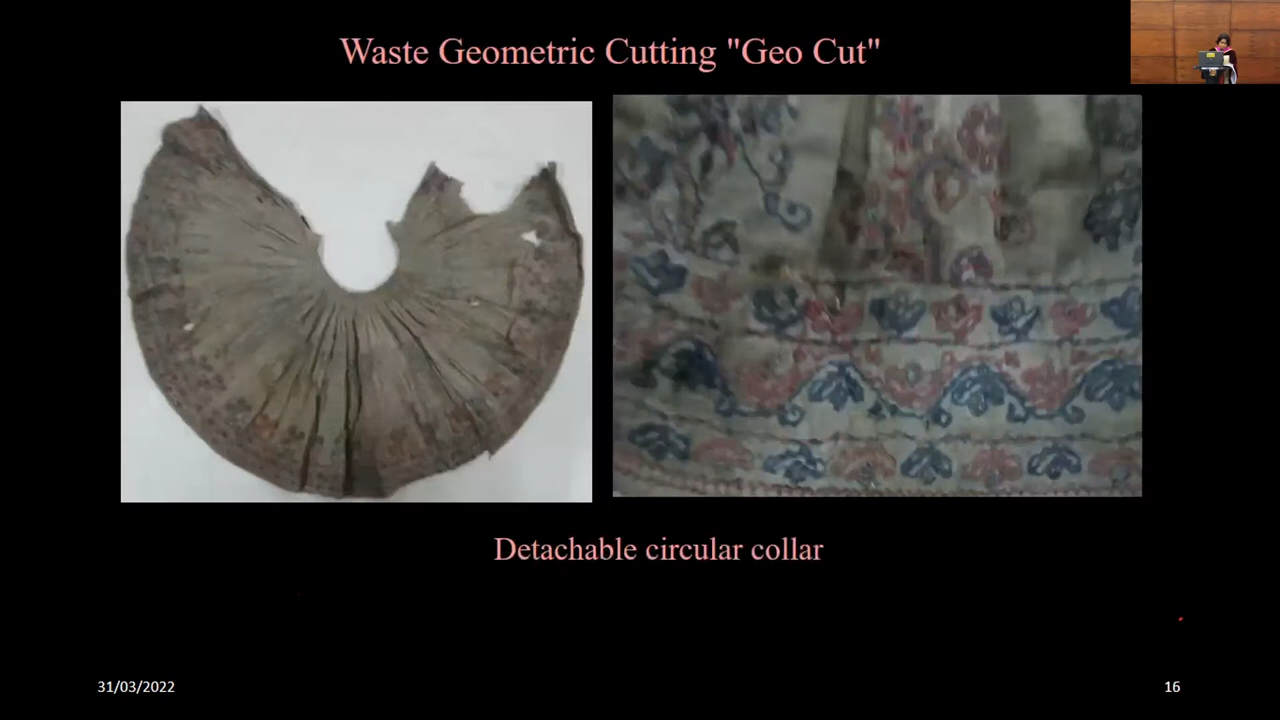 Waste Geometric Cutting "Geo Cut"
Detachable circular collar
31/03/2022
16